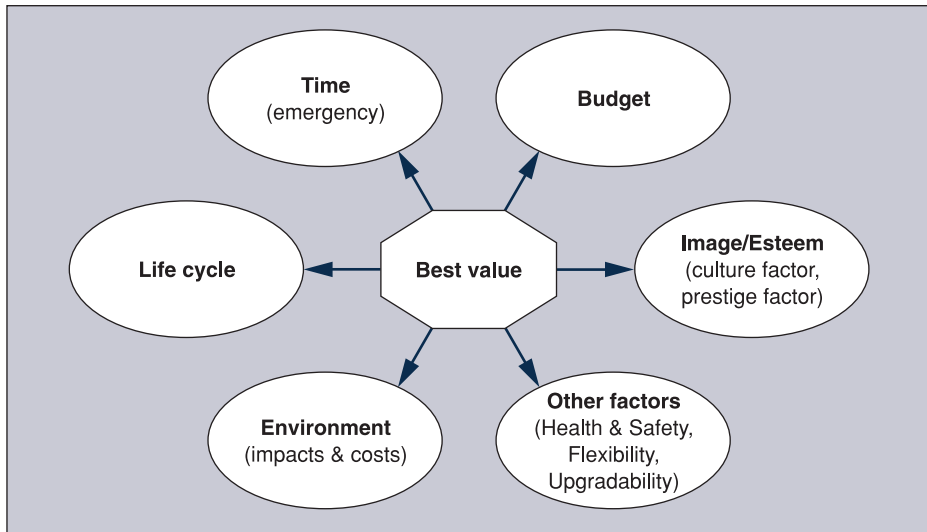 Time
(emergency)
Budget
Life cycle
Best value
Image/Esteem
(culture factor,
prestige factor)
Environment
(impacts & costs)
Other factors
(Health & Safety,
Flexibility,
Upgradability)